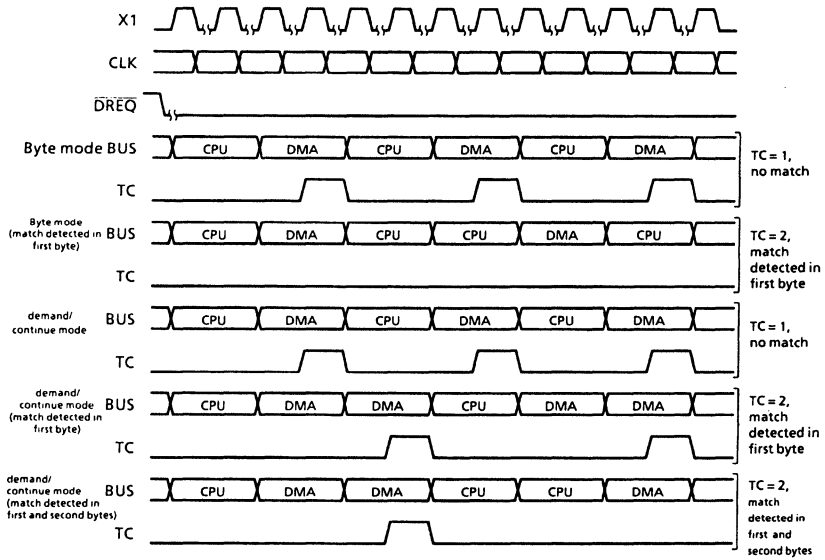 X1
CLK
DREQ
Byte mode BUS CPU DMA CPU DMA CPU DMA
TC
TC = 1,
no match
Byte mode
(match detected in
first byte)
BUS CPU DMA CPU CPU DMA CPU
TC
TC = 2,
match
detected in
first byte
demand/
continue mode
BUS CPU DMA CPU DMA CPU DMA
TC
TC = 1,
no match
demand/
continue mode
(match detected in
first byte)
BUS CPU DMA DMA CPU DMA DMA
TC
TC = 2,
match
detected in
first byte
demand/
continue mode
(match detected in
first and second bytes)
BUS CPU DMA DMA CPU CPU DMA
TC
TC = 2,
match
detected in
first and
second bytes